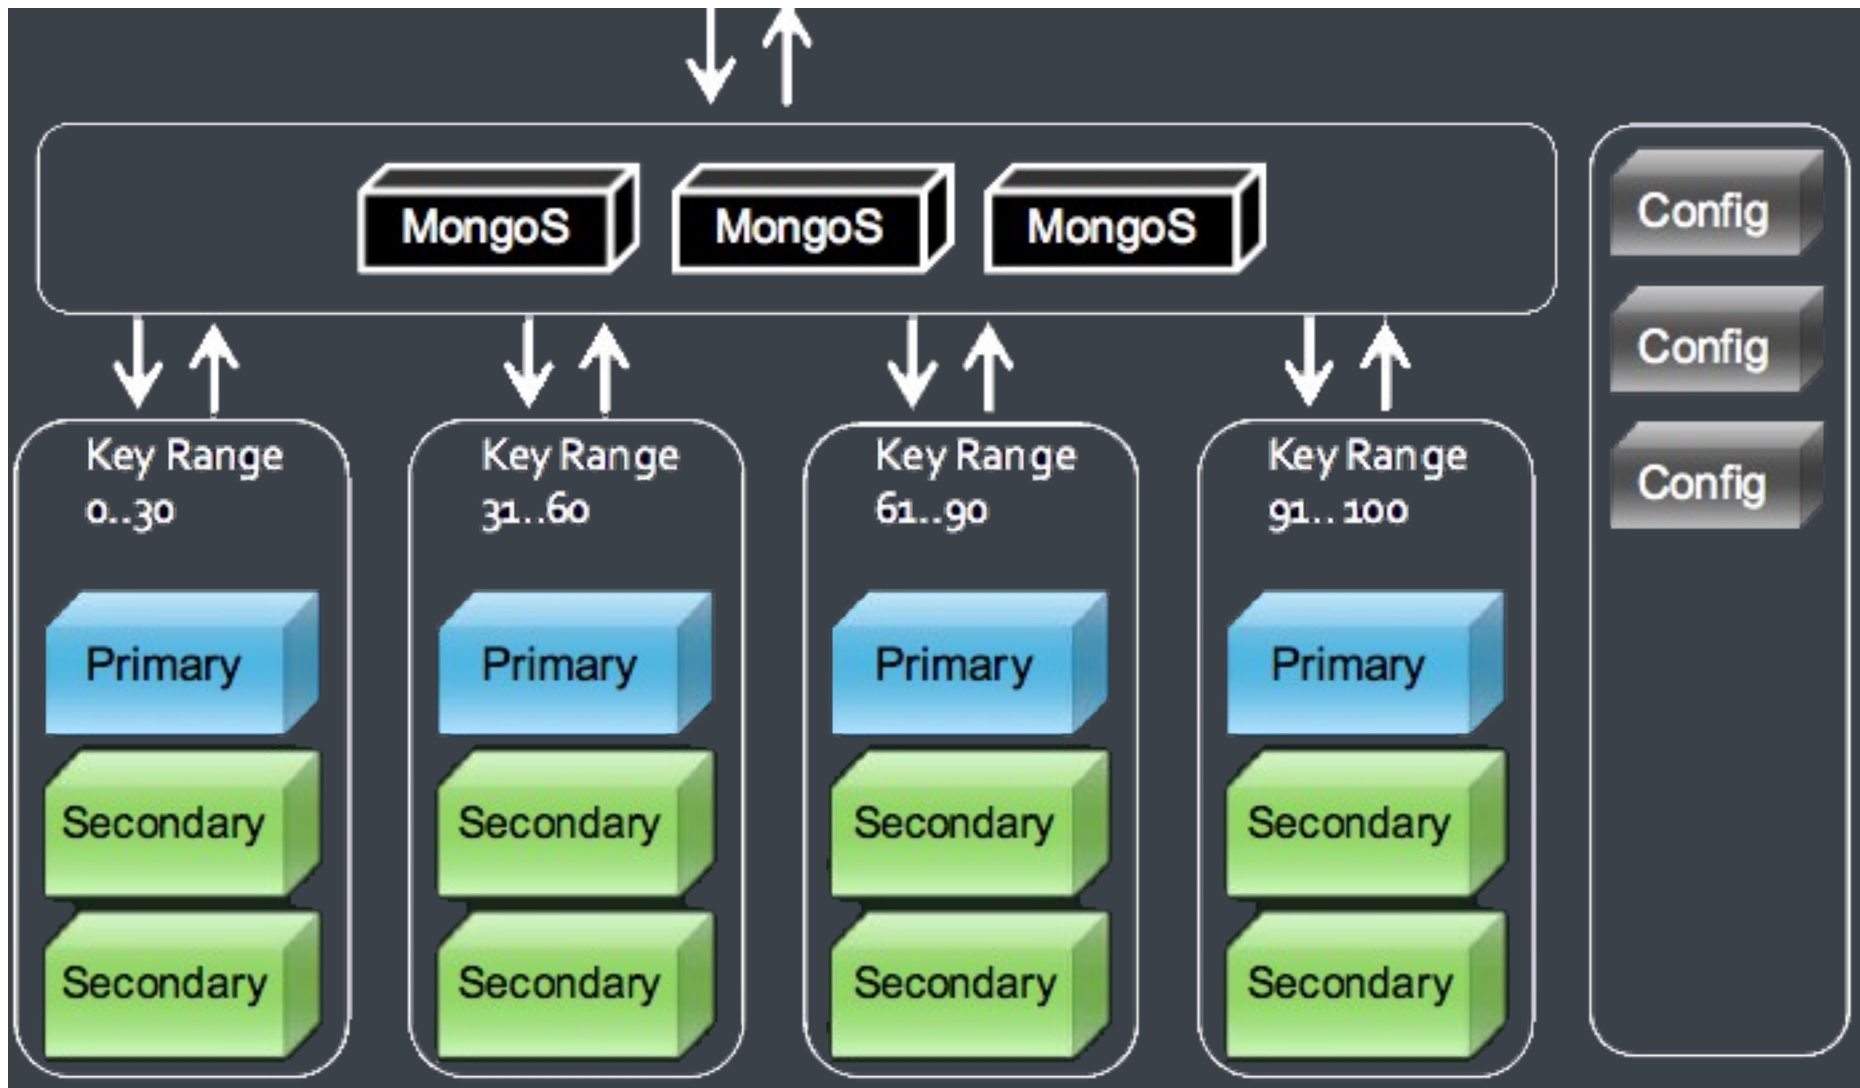 MongoS MongoS MongoS
Config
Config
Config
Key Range
0..30
Primary
Secondary
Secondary
Key Range
31..60
Primary
Secondary
Secondary
Key Range
61..90
Primary
Secondary
Secondary
Key Range
91.. 100
Primary
Secondary
Secondary